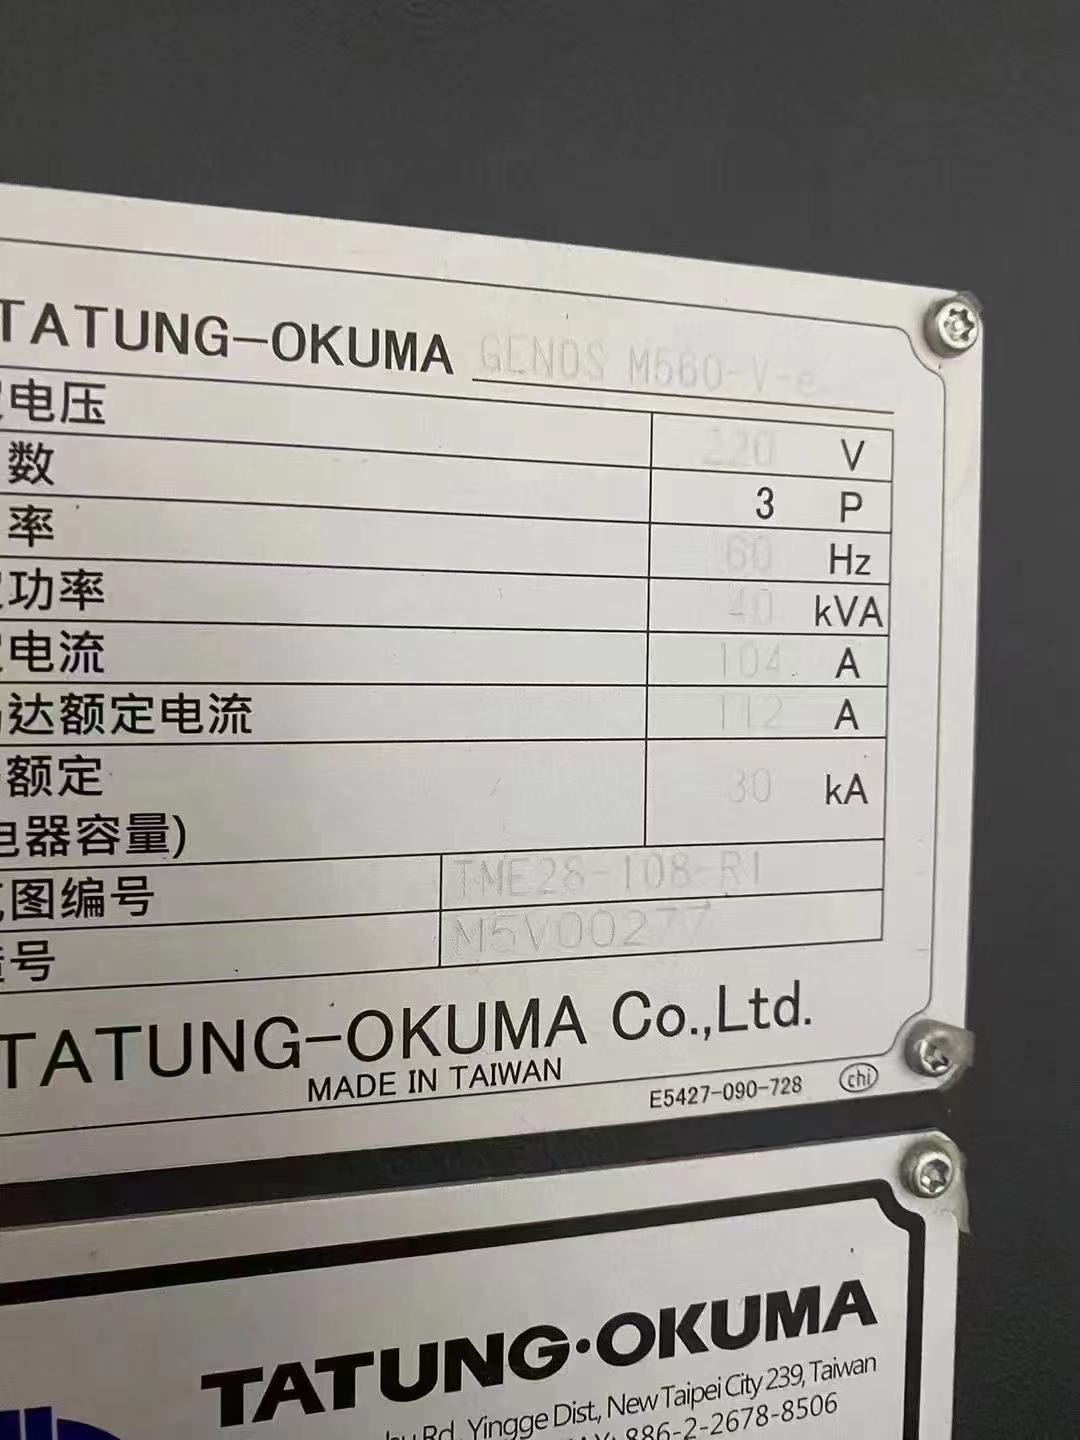 TATUNG-OKUMA GENOS M560-V-e
电压 220 V
数 3 P
率 60 Hz
功率 40 kVA
电流 104 A
达额定电流 112 A
额定 30 kA
电器容量)
图编号 TME28-108-R1
号 M5V00277
TATUNG-OKUMA Co.,Ltd.
MADE IN TAIWAN
E5427-090-728 chi
TATUNG·OKUMA
Rd, Yingge Dist, New Taipei City 239, Taiwan
886-2-2678-8506